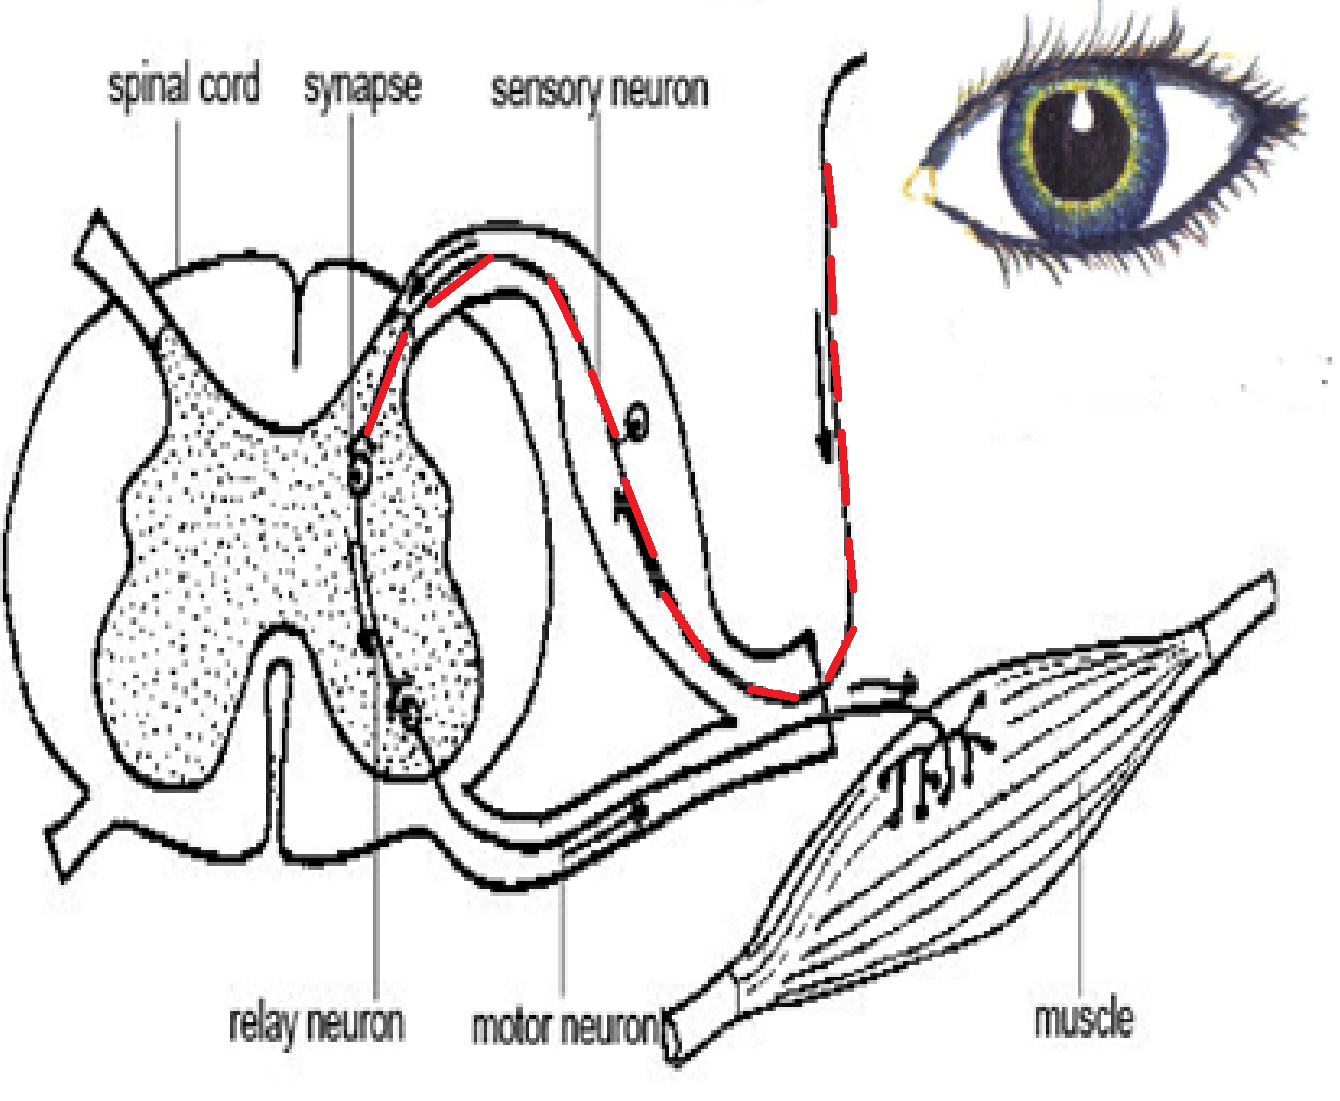 spinal cord
synapse
sensory neuron
relay neuron
motor neuron
muscle